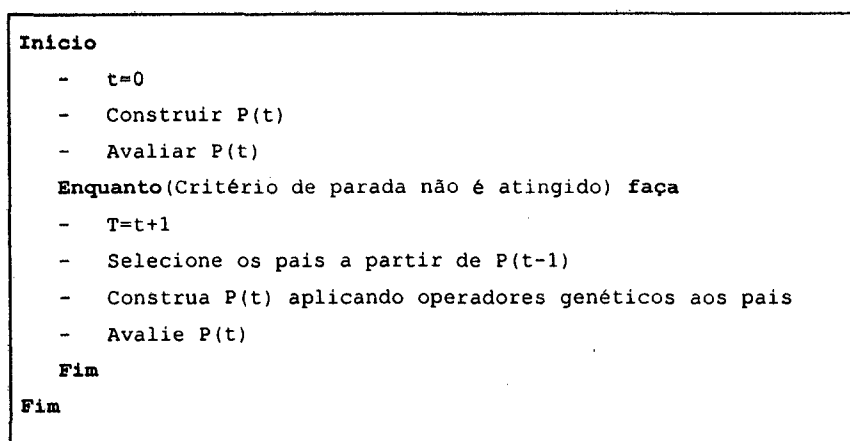 Início
- t=0
- Construir P(t)
- Avaliar P(t)
Enquanto(Critério de parada não é atingido) faça
- T=t+1
- Selecione os pais a partir de P(t-1)
- Construa P(t) aplicando operadores genéticos aos pais
- Avalie P(t)
Fim
Fim